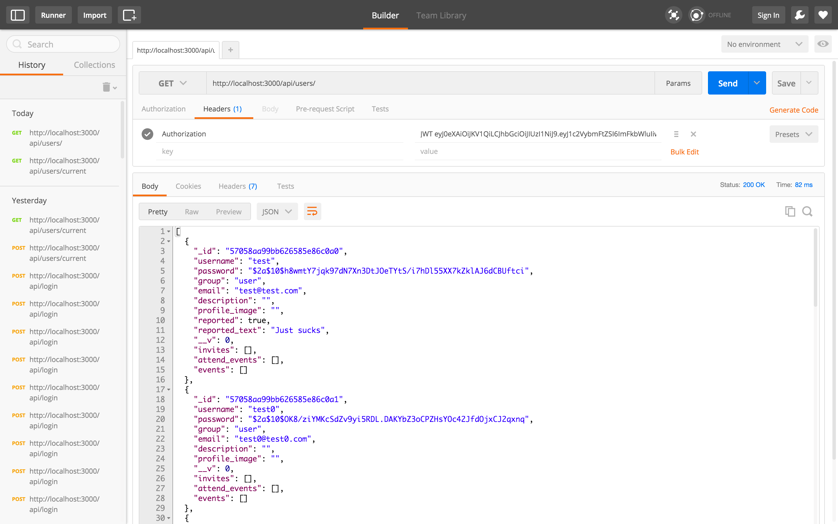 Runner
Import
Builder
Team Library
OFFLINE
Sign In
Search
History
Collections
Today
GET http://localhost:3000/
api/users/
GET http://localhost:3000/
api/users/current
Yesterday
GET http://localhost:3000/
api/users/current
POST http://localhost:3000/
api/users/current
POST http://localhost:3000/
api/login
POST http://localhost:3000/
api/login
POST http://localhost:3000/
api/login
POST http://localhost:3000/
api/login
POST http://localhost:3000/
api/login
POST http://localhost:3000/
api/login
POST http://localhost:3000/
api/login
POST http://localhost:3000/
api/login
POST http://localhost:3000/
api/login
http://localhost:3000/api/u
+
No environment
GET
http://localhost:3000/api/users/
Params
Send
Save
Authorization
Headers (1)
Body
Pre-request Script
Tests
Generate Code
Authorization
JWT
Presets
key
value
Bulk Edit
Body
Cookies
Headers (7)
Tests
Status: 200 OK
Time: 82 ms
Pretty
Raw
Preview
JSON
1 [
2 {
3 "_id": "57058aa99bb626585e86c0a0",
4 "username": "test",
5 "password": "$2a$10$h8wmtY7jqk97dN7Xn3DtJOeTYtS/i7hDl55XX7kZklAJ6dCBUftci",
6 "group": "user",
7 "email": "test@test.com",
8 "description": "",
9 "profile_image": "",
10 "reported": true,
11 "reported_text": "Just sucks",
12 "__v": 0,
13 "invites": [],
14 "attend_events": [],
15 "events": []
16 },
17 {
18 "_id": "57058aa99bb626585e86c0a1",
19 "username": "test0",
20 "password": "$2a$10$OK8/ziYMKcSdZv9yi5RDL.DAKYbZ3oCPZHsYOc42JfdOjxCJ2qxnq",
21 "group": "user",
22 "email": "test0@test0.com",
23 "description": "",
24 "profile_image": "",
25 "__v": 0,
26 "invites": [],
27 "attend_events": [],
28 "events": []
29 },
30 {